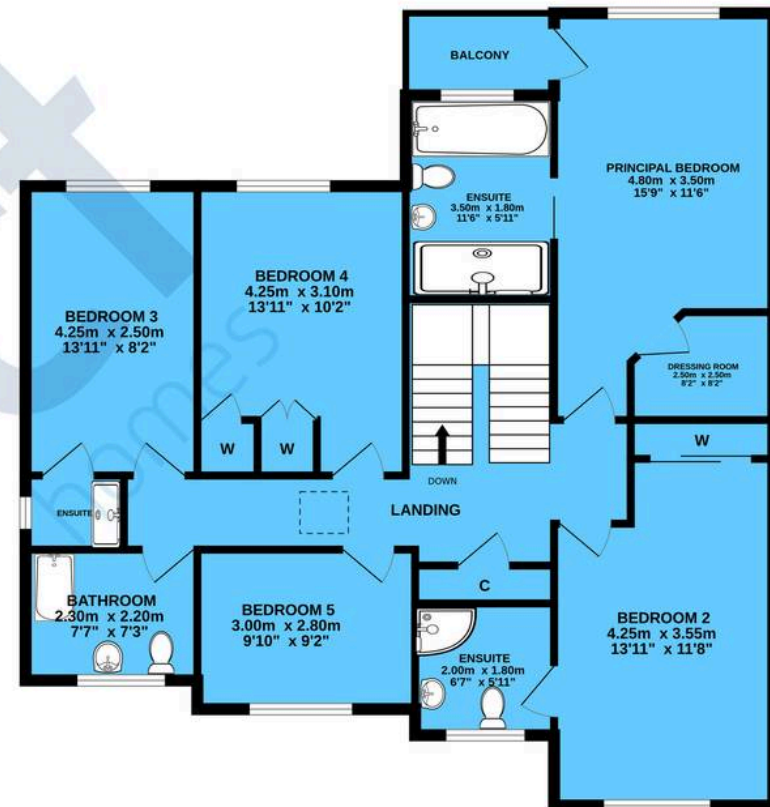 BALCONY
PRINCIPAL BEDROOM
4.80m x 3.50m
15'9" x 11'6"
ENSUITE
3.50m x 1.80m
11'6" x 5'11"
BEDROOM 4
4.25m x 3.10m
13'11" x 10'2"
BEDROOM 3
4.25m x 2.50m
13'11" x 8'2"
DRESSING ROOM
2.50m x 2.50m
8'2" x 8'2"
W
W
W
DOWN
ENSUITE
LANDING
C
BATHROOM
2.30m x 2.20m
7'7" x 7'3"
BEDROOM 5
3.00m x 2.80m
9'10" x 9'2"
BEDROOM 2
4.25m x 3.55m
13'11" x 11'8"
ENSUITE
2.00m x 1.80m
6'7" x 5'11"
homes